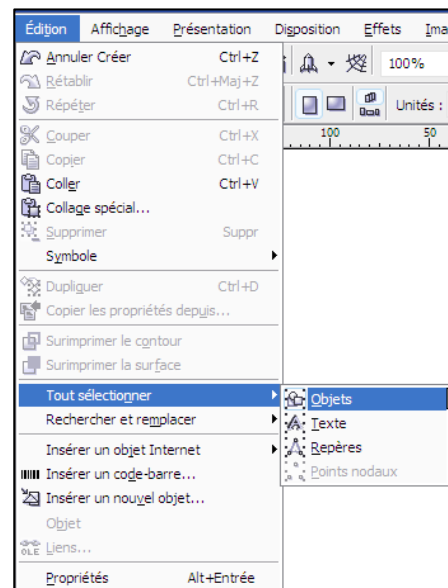 Édition Affichage Présentation Disposition Effets
100%
Unités :
100 50
Annuler Créer Ctrl+Z
Rétablir Ctrl+Maj+Z
Répéter Ctrl+R
Couper Ctrl+X
Copier Ctrl+C
Coller Ctrl+V
Collage spécial...
Supprimer Suppr
Symbole
Dupliquer Ctrl+D
Copier les propriétés depuis...
Surimprimer le contour
Surimprimer la surface
Tout sélectionner
Objets
Rechercher et remplacer
Texte
Insérer un objet Internet
Repères
Insérer un code-barre...
Points nodaux
Insérer un nouvel objet...
Objet
OLE Liens...
Propriétés Alt+Entrée